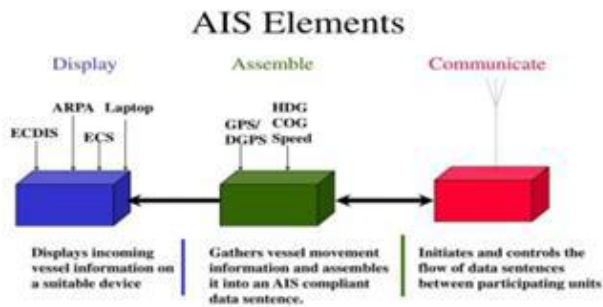 AIS Elements
Display
Assemble
Communicate
ARPA Laptop
ECDIS
ECS
GPS/
DGPS
HDG
COG
Speed
Displays incoming
vessel information on
a suitable device
Gathers vessel movement
information and assembles
it into an AIS compliant
data sentence.
Initiates and controls the
flow of data sentences
between participating units